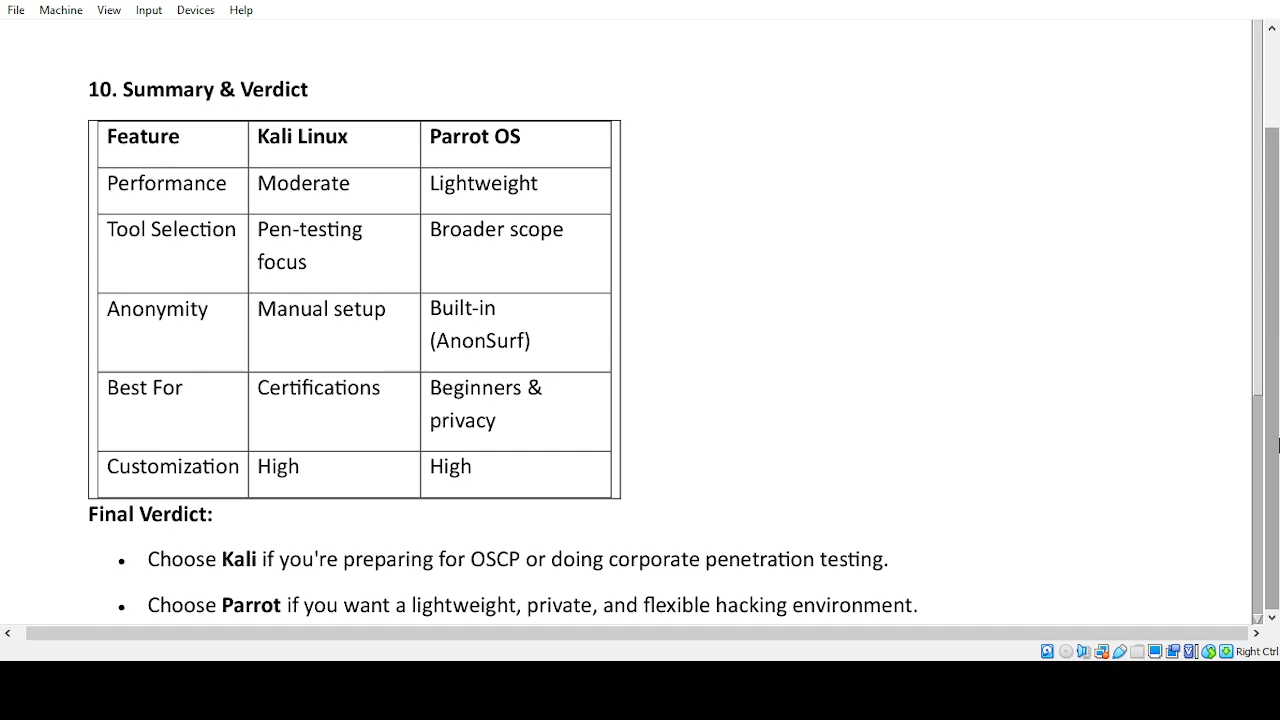 File Machine View Input Devices Help
10. Summary & Verdict
Feature Kali Linux Parrot OS
Performance Moderate Lightweight
Tool Selection Pen-testing Broader scope
focus
Anonymity Manual setup Built-in
(AnonSurf)
Best For Certifications Beginners &
privacy
Customization High High
Final Verdict:
• Choose Kali if you're preparing for OSCP or doing corporate penetration testing.
• Choose Parrot if you want a lightweight, private, and flexible hacking environment.
Right Ctrl